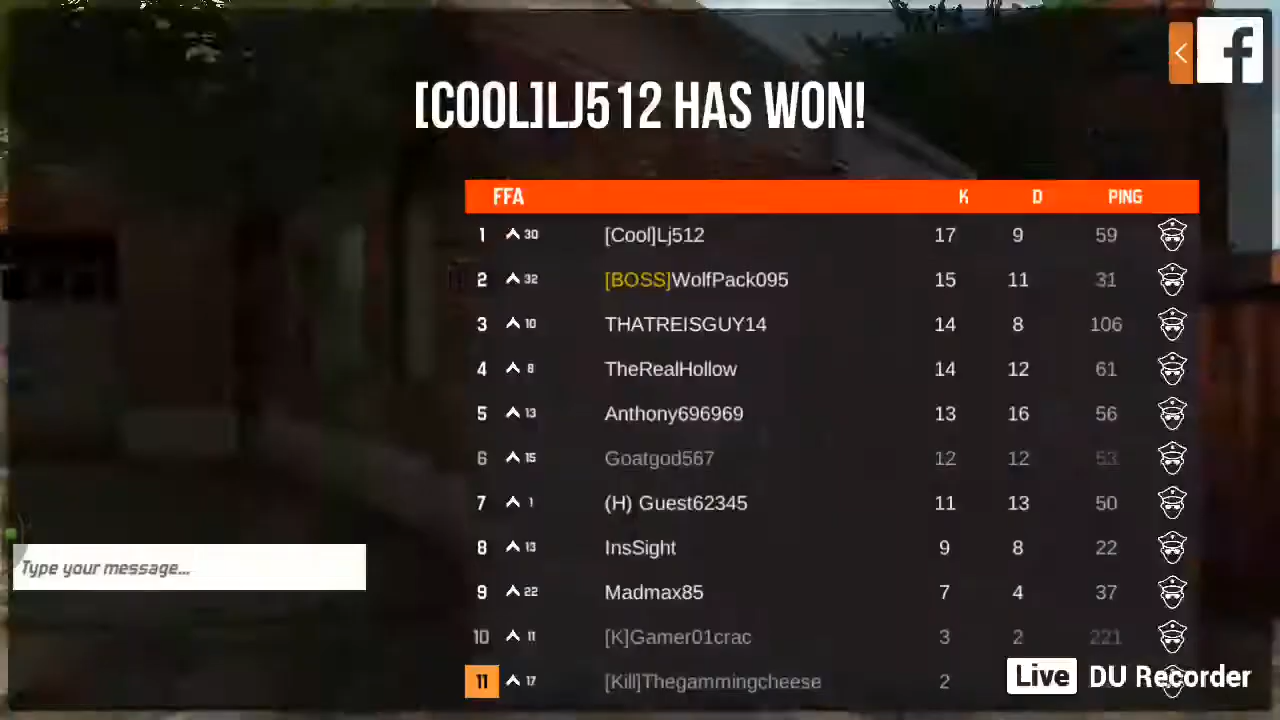 [COOL]LJ512 HAS WON!
FFA K D PING
1 30 [Cool]Lj512 17 9 59
2 32 [BOSS]WolfPack095 15 11 31
3 10 THATREISGUY14 14 8 106
4 8 TheRealHollow 14 12 61
5 13 Anthony696969 13 16 56
6 15 Goatgod567 12 12 53
7 1 (H) Guest62345 11 13 50
8 13 InsSight 9 8 22
9 22 Madmax85 7 4 37
10 11 [K]Gamer01crac 3 2 221
11 17 [Kill]Thegammingcheese 2
Type your message...
Live DU Recorder